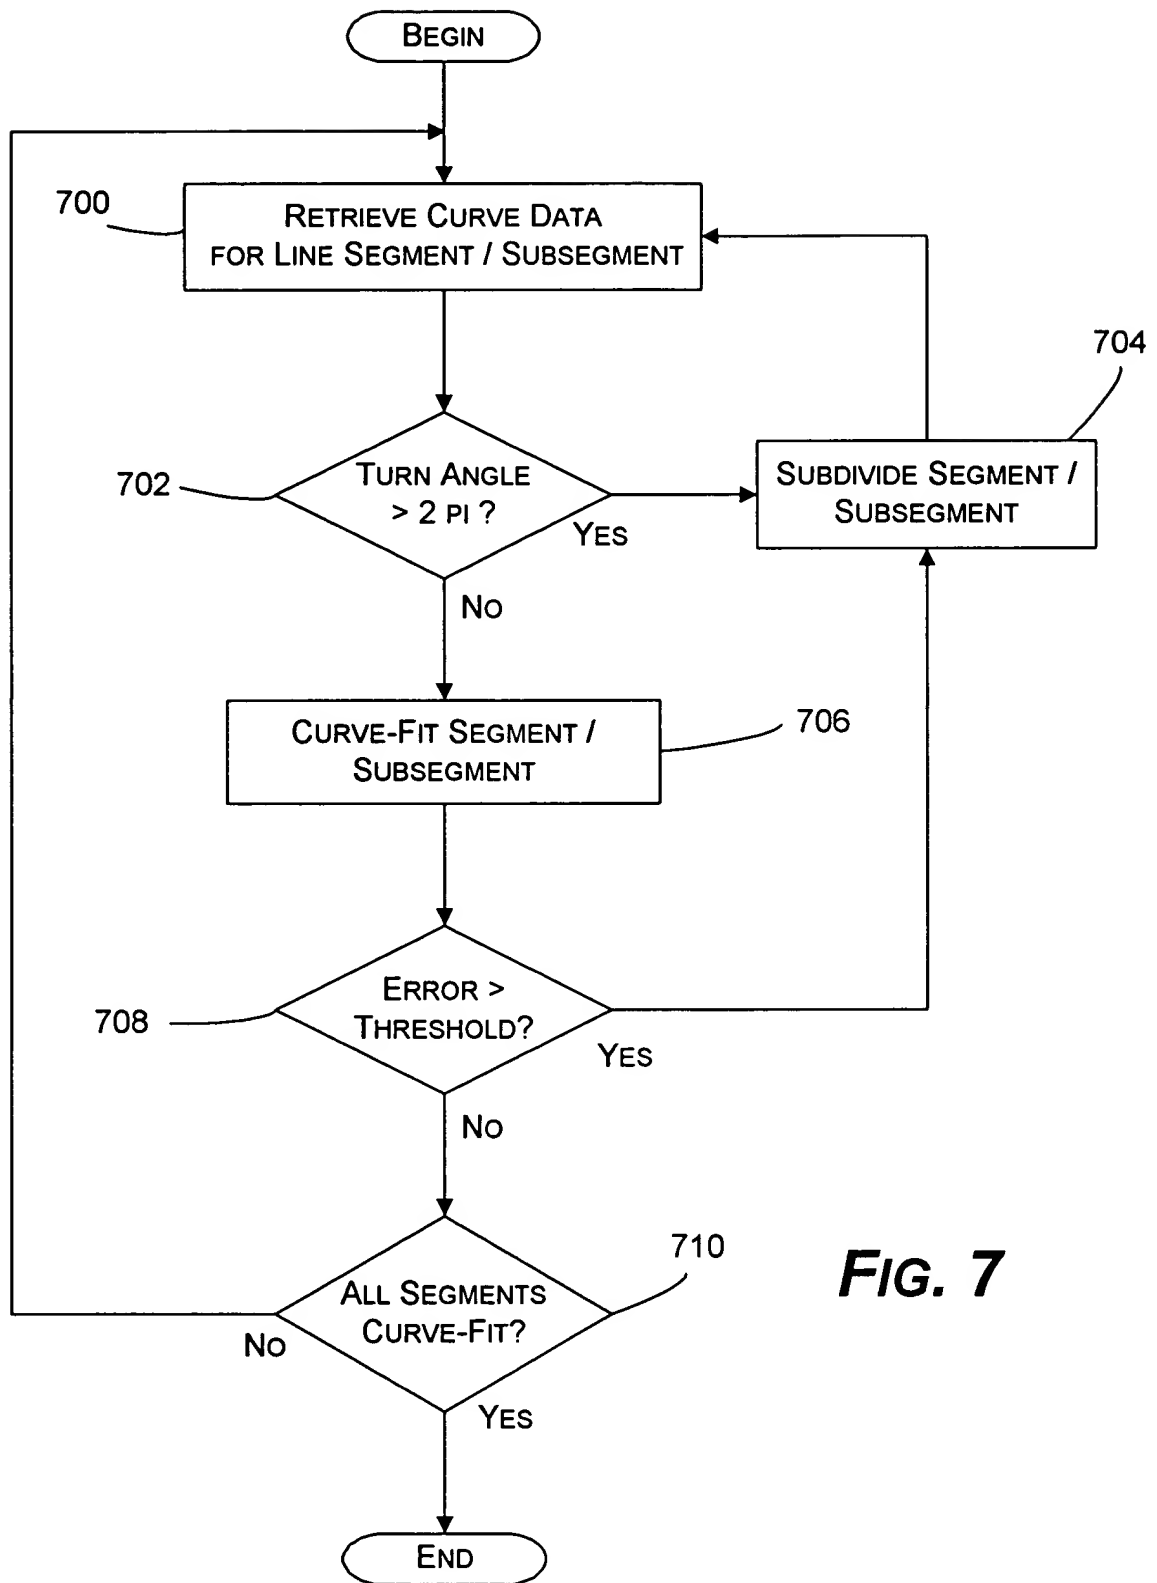 BEGIN
700
RETRIEVE CURVE DATA
FOR LINE SEGMENT / SUBSEGMENT
704
702
TURN ANGLE
> 2 PI ?
YES
SUBDIVIDE SEGMENT /
SUBSEGMENT
NO
CURVE-FIT SEGMENT /
SUBSEGMENT
706
708
ERROR >
THRESHOLD?
YES
NO
710
ALL SEGMENTS
CURVE-FIT?
NO
YES
FIG. 7
END